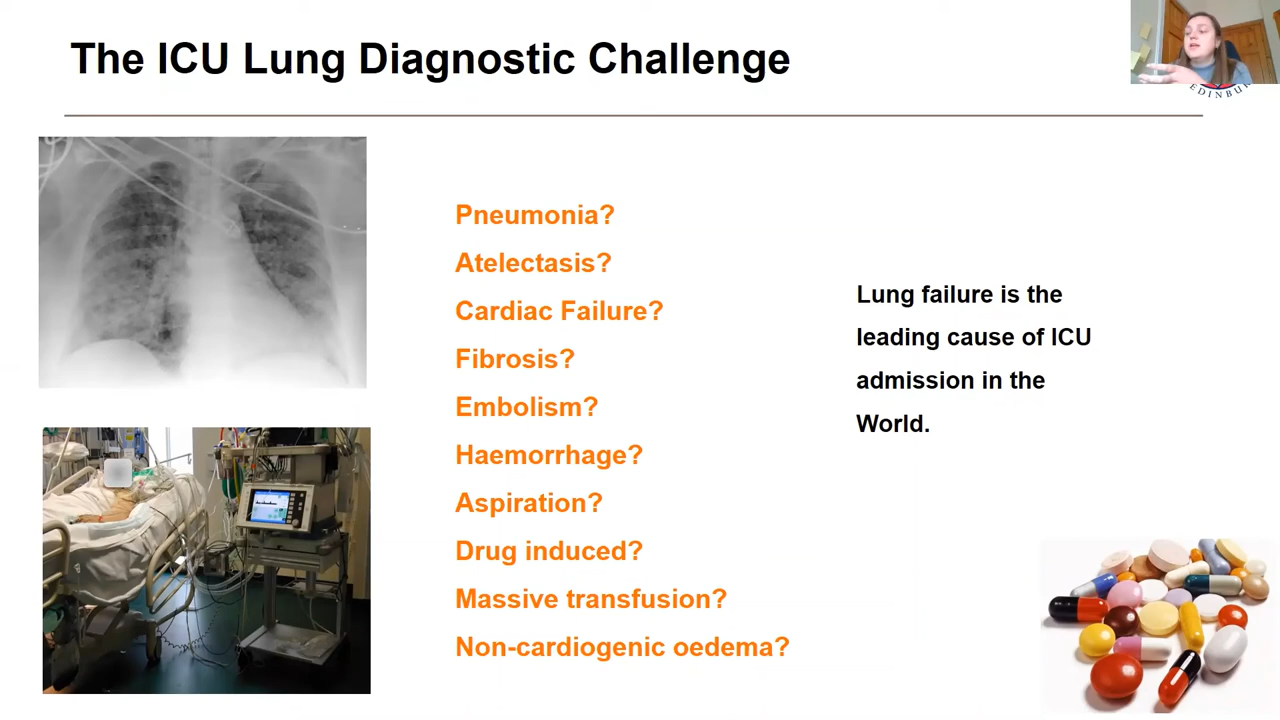 The ICU Lung Diagnostic Challenge
EDINBUR
Pneumonia?
Atelectasis?
Cardiac Failure?
Fibrosis?
Embolism?
Haemorrhage?
Aspiration?
Drug induced?
Massive transfusion?
Non-cardiogenic oedema?
Lung failure is the
leading cause of ICU
admission in the
World.